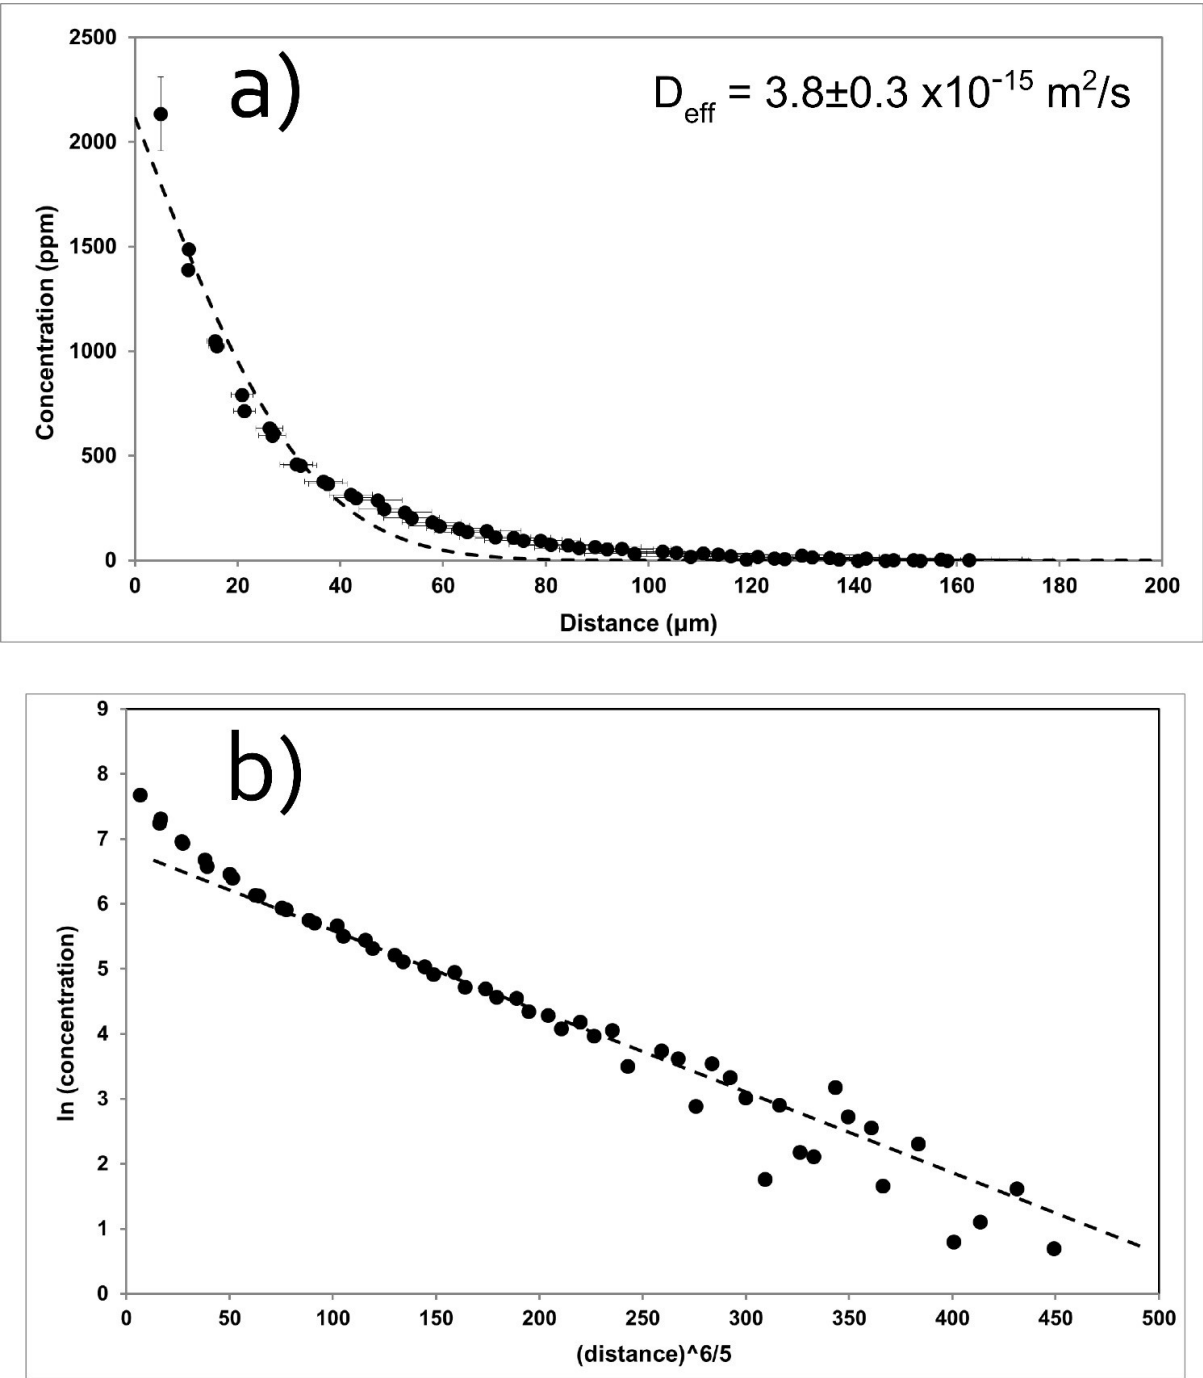 a)
D_eff = 3.8±0.3 x10^-15 m^2/s
Concentration (ppm)
2500
2000
1500
1000
500
0
0 20 40 60 80 100 120 140 160 180 200
Distance (µm)
b)
ln (concentration)
9
8
7
6
5
4
3
2
1
0
0 50 100 150 200 250 300 350 400 450 500
(distance)^6/5